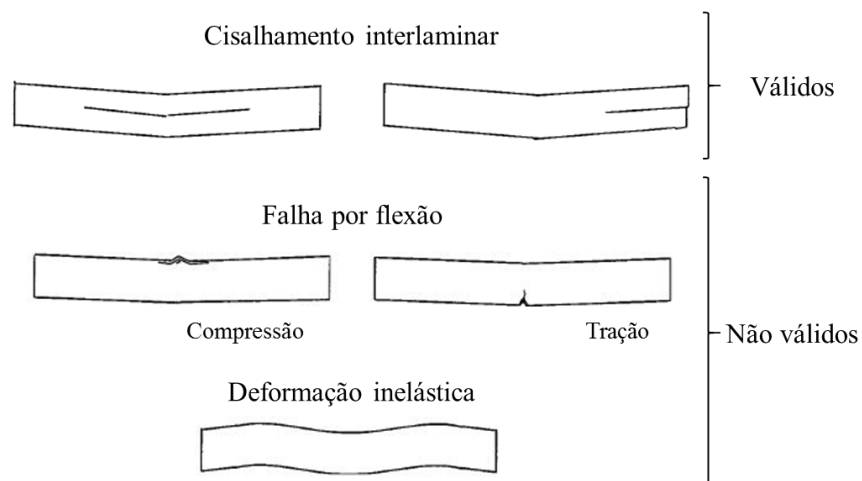 Cisalhamento interlaminar
Válidos
Falha por flexão
Compressão
Tração
Não válidos
Deformação inelástica